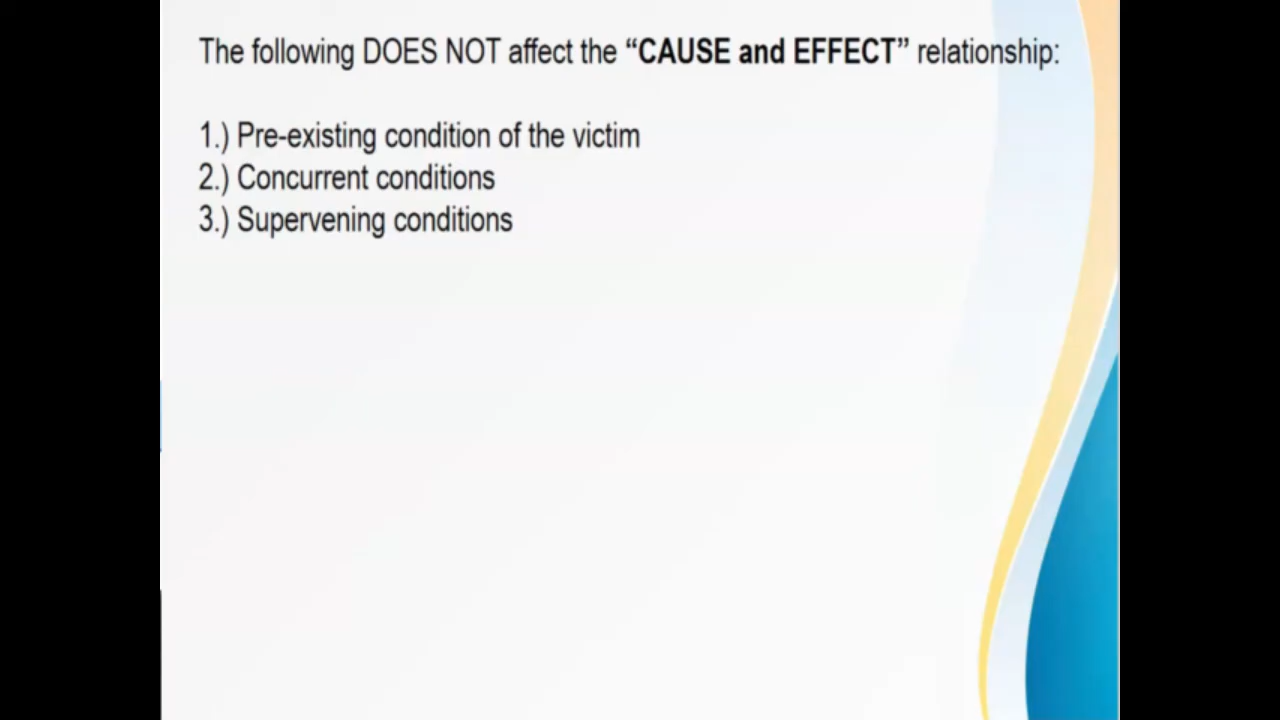 The following DOES NOT affect the “CAUSE and EFFECT” relationship:
1.) Pre-existing condition of the victim
2.) Concurrent conditions
3.) Supervening conditions